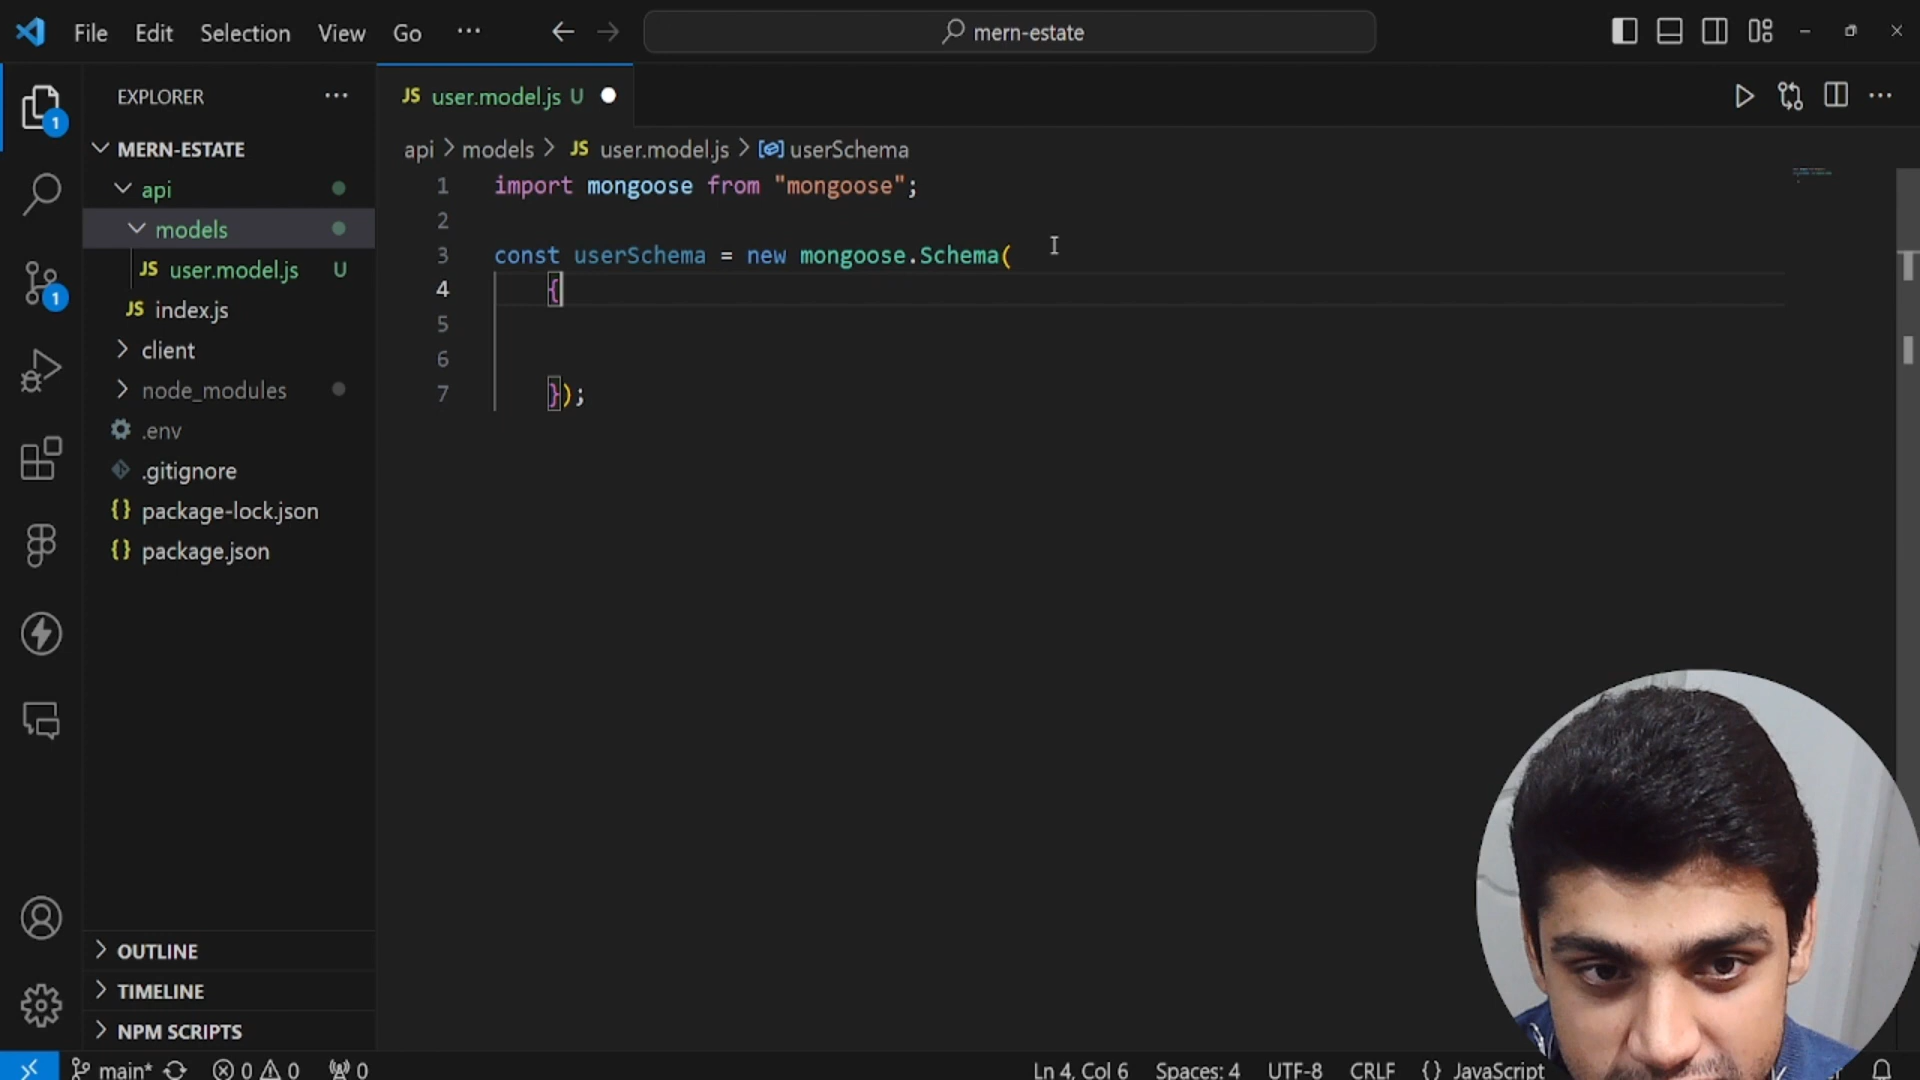 File Edit Selection View Go ··· mern-estate
EXPLORER ···
JS user.model.js U
1
MERN-ESTATE
api
models
JS user.model.js U
JS index.js
client
node_modules
.env
.gitignore
{} package-lock.json
{} package.json
1
OUTLINE
TIMELINE
NPM SCRIPTS
api > models > JS user.model.js > userSchema
1 import mongoose from "mongoose";
2
3 const userSchema = new mongoose.Schema(
4 {
5
6
7 });
main* 0 0 0 Ln 4, Col 6 Spaces: 4 UTF-8 CRLF {} JavaScript